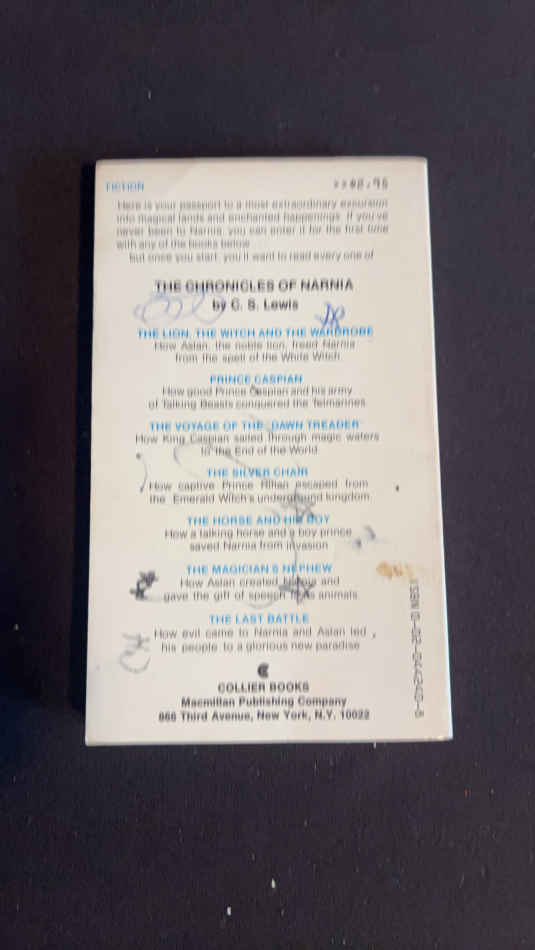 FICTION >>$2.95
Here is your passport to a most extraordinary excursion
into magical lands and enchanted happenings. If you've
never been to Narnia, you can enter it for the first time
with any of the books below
but once you start, you'll want to read every one of
THE CHRONICLES OF NARNIA
by C. S. Lewis
THE LION, THE WITCH AND THE WARDROBE
How Aslan, the noble lion, freed Narnia
from the spell of the White Witch
PRINCE CASPIAN
How good Prince Caspian and his army
of Talking Beasts conquered the Telmarines
THE VOYAGE OF THE DAWN TREADER
How King Caspian sailed through magic waters
to the End of the World
THE SILVER CHAIR
How captive Prince Rilian escaped from
the Emerald Witch's underground kingdom
THE HORSE AND HIS BOY
How a talking horse and a boy prince
saved Narnia from invasion
THE MAGICIAN'S NEPHEW
How Aslan created Narnia and
gave the gift of speech to its animals
THE LAST BATTLE
How evil came to Narnia and Aslan led
his people to a glorious new paradise
COLLIER BOOKS
Macmillan Publishing Company
866 Third Avenue, New York, N.Y. 10022